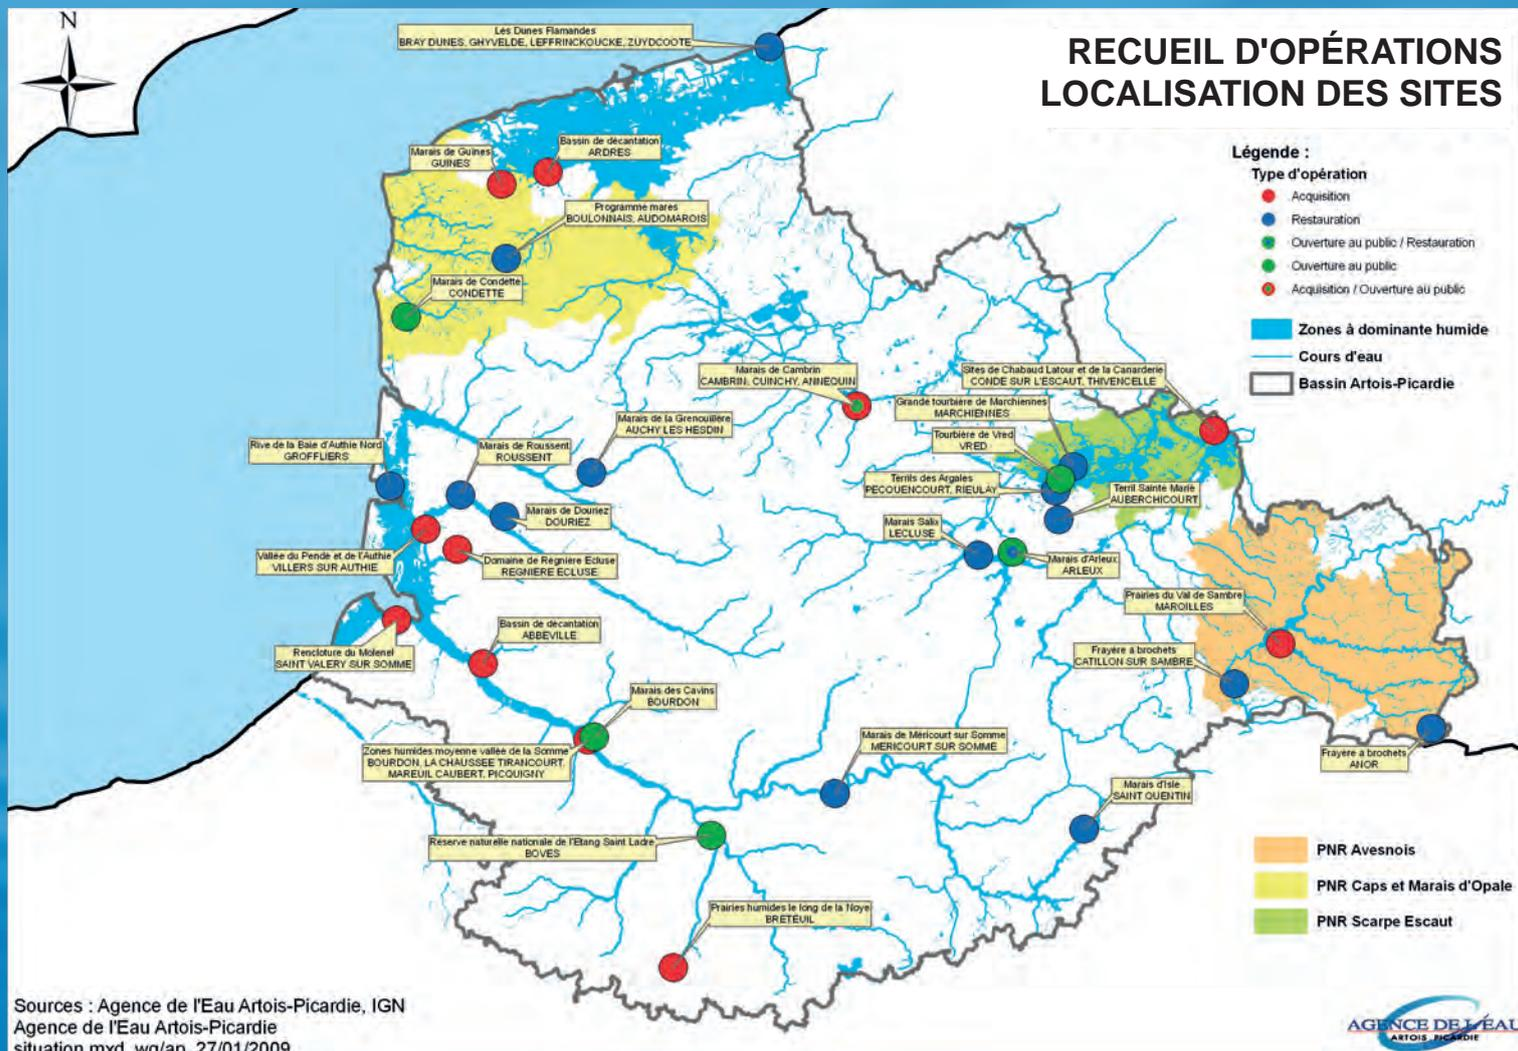 N
Les Dunes Flamandes
BRAY DUNES, GHYVELDE, LEFFRINCKOUCKE, ZUYDCOOTE
RECUEIL D'OPÉRATIONS
LOCALISATION DES SITES
Légende :
Type d'opération
Acquisition
Restauration
Ouverture au public / Restauration
Ouverture au public
Acquisition / Ouverture au public
Zones à dominante humide
Cours d'eau
Bassin Artois-Picardie
Marais de Guines
GUINES
Bassin de décantation
ARDRES
Programme mares
BOULONNAIS, AUDOMAROIS
Marais de Condette
CONDETTE
Marais de Cambrin
CAMBRIN, CUINCHY, ANNEQUIN
Sites de Chabaud Latour et de la Canarderie
CONDE SUR L'ESCAUT, THIVENCELLE
Grande tourbière de Marchiennes
MARCHIENNES
Tourbière de Vred
VRED
Terrils des Argales
PECQUENCOURT, RIEULAY
Terril Sainte Marie
AUBERCHICOURT
Marais de la Grenouillère
AUCHY LES HESDIN
Rive de la Baie d'Authie Nord
GROFFLIERS
Marais de Roussent
ROUSSENT
Marais de Douriez
DOURIEZ
Marais Salix
LECLUSE
Marais d'Arleux
ARLEUX
Vallée du Pendé et de l'Authie
VILLERS SUR AUTHIE
Domaine de Regnière Ecluse
REGNIERE ECLUSE
Prairies du Val de Sambre
MAROILLES
Bassin de décantation
ABBEVILLE
Rencloture du Molenel
SAINT VALERY SUR SOMME
Frayère à brochets
CATILLON SUR SAMBRE
Marais des Cavins
BOURDON
Zones humides moyenne vallée de la Somme
BOURDON, LA CHAUSSEE TIRANCOURT,
MAREUIL CAUBERT, PICQUIGNY
Marais de Méricourt sur Somme
MERICOURT SUR SOMME
Frayère à brochets
ANOR
Marais d'Isle
SAINT QUENTIN
Réserve naturelle nationale de l'Etang Saint Ladre
BOVES
Prairies humides le long de la Noye
BRETEUIL
PNR Avesnois
PNR Caps et Marais d'Opale
PNR Scarpe Escaut
Sources : Agence de l'Eau Artois-Picardie, IGN
Agence de l'Eau Artois-Picardie
situation.mxd, wg/ap, 27/01/2009
AGENCE DE L'EAU
ARTOIS-PICARDIE